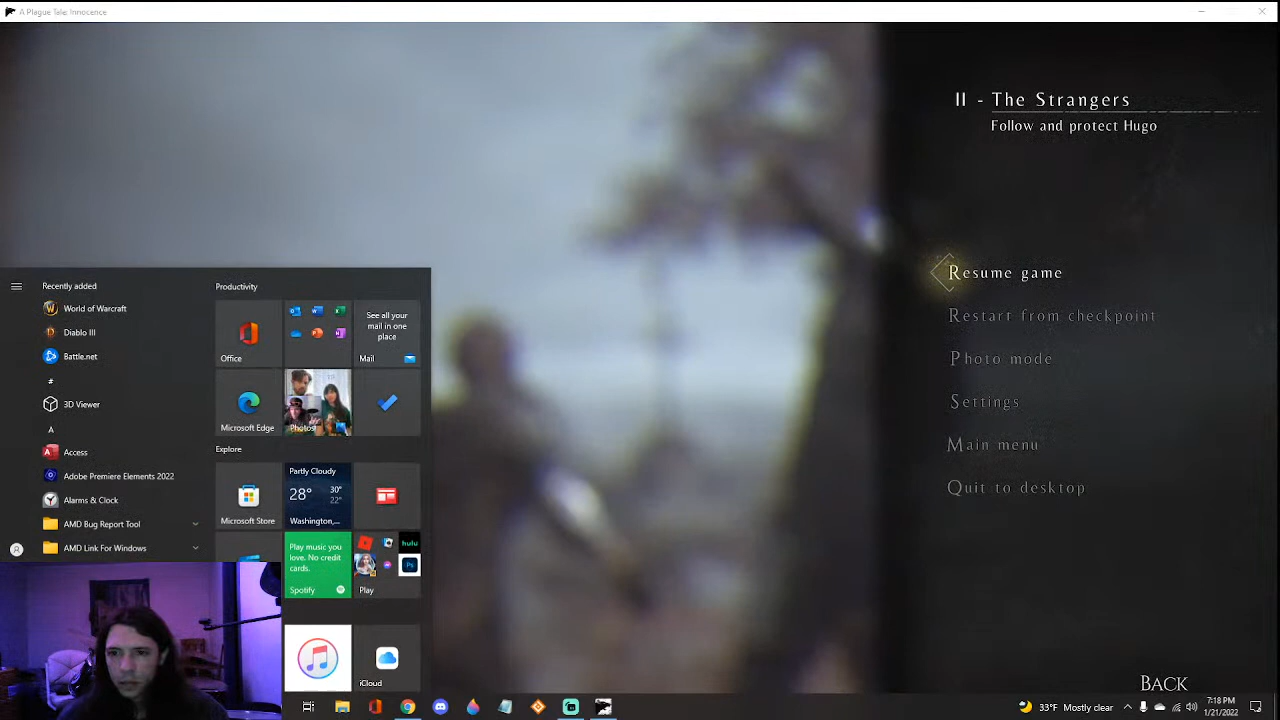 A Plague Tale: Innocence
II - The Strangers
Follow and protect Hugo
Resume game
Restart from checkpoint
Photo mode
Settings
Main menu
Quit to desktop
BACK
Recently added
World of Warcraft
Diablo III
Battle.net
#
3D Viewer
A
Access
Adobe Premiere Elements 2022
Alarms & Clock
AMD Bug Report Tool
AMD Link For Windows
Productivity
Office
See all your
mail in one
place
Mail
Microsoft Edge
Photos
Explore
Microsoft Store
Partly Cloudy
28°
30°
22°
Washington,...
Play music you
love. No credit
cards.
Spotify
hulu
Ps
Play
iCloud
33°F Mostly clear
7:18 PM
1/21/2022